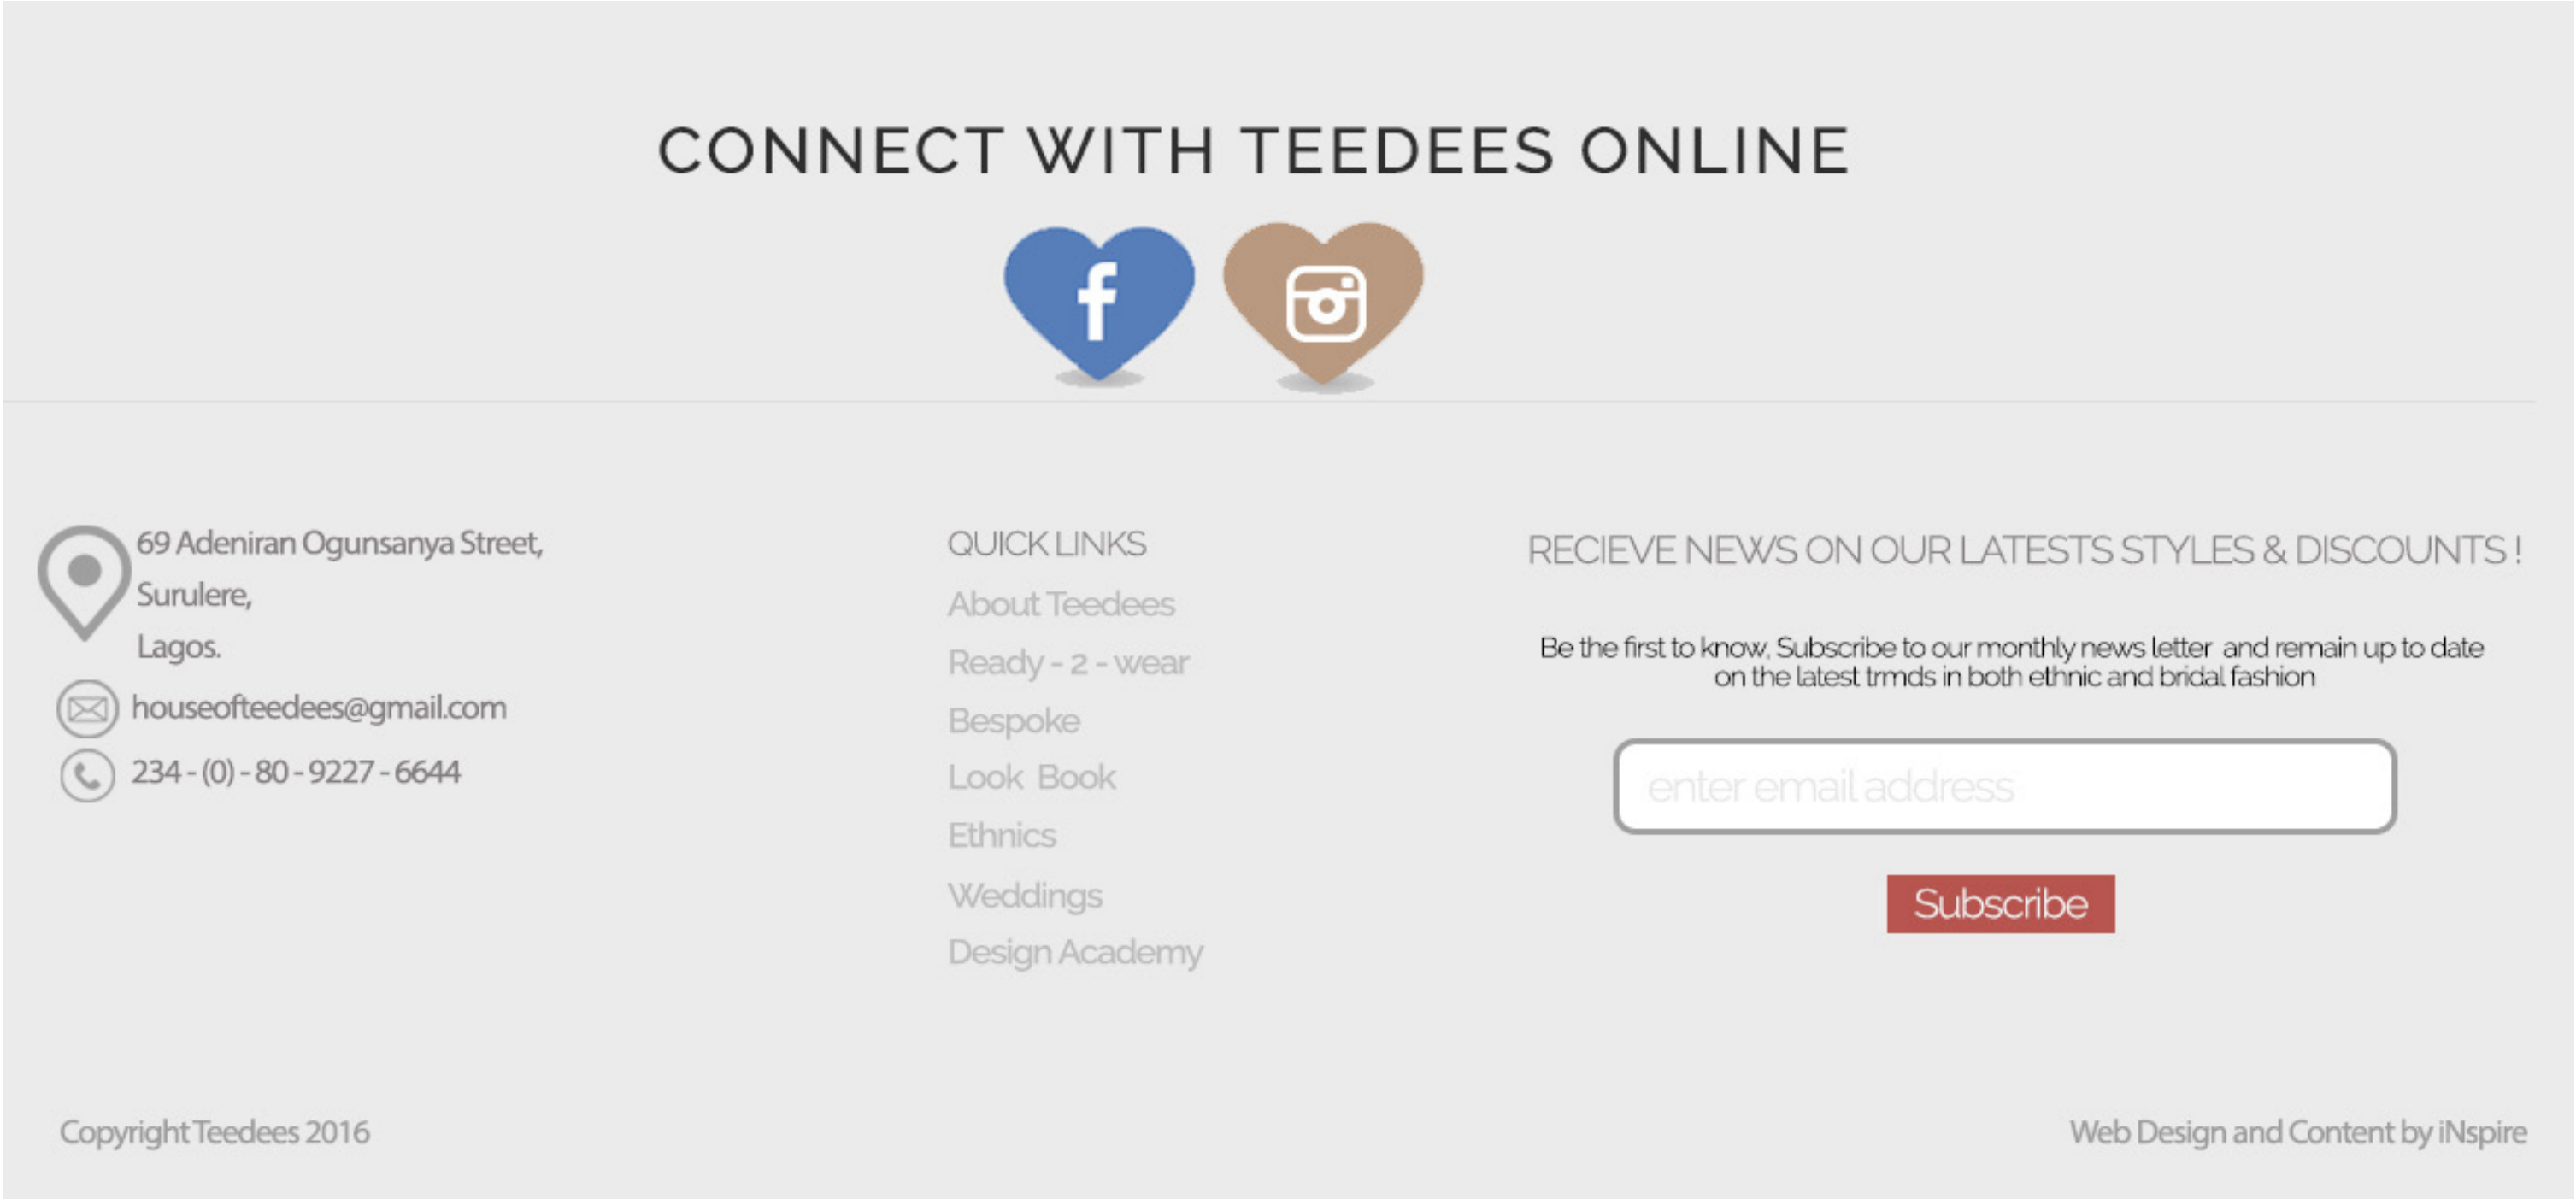 CONNECT WITH TEEDEES ONLINE
f
69 Adeniran Ogunsanya Street,
Surulere,
Lagos.
houseofteedees@gmail.com
234 - (0) - 80 - 9227 - 6644
QUICK LINKS
About Teedees
Ready - 2 - wear
Bespoke
Look Book
Ethnics
Weddings
Design Academy
RECIEVE NEWS ON OUR LATESTS STYLES & DISCOUNTS !
Be the first to know, Subscribe to our monthly news letter and remain up to date
on the latest trmds in both ethnic and bridal fashion
enter email address
Subscribe
Copyright Teedees 2016
Web Design and Content by iNspire